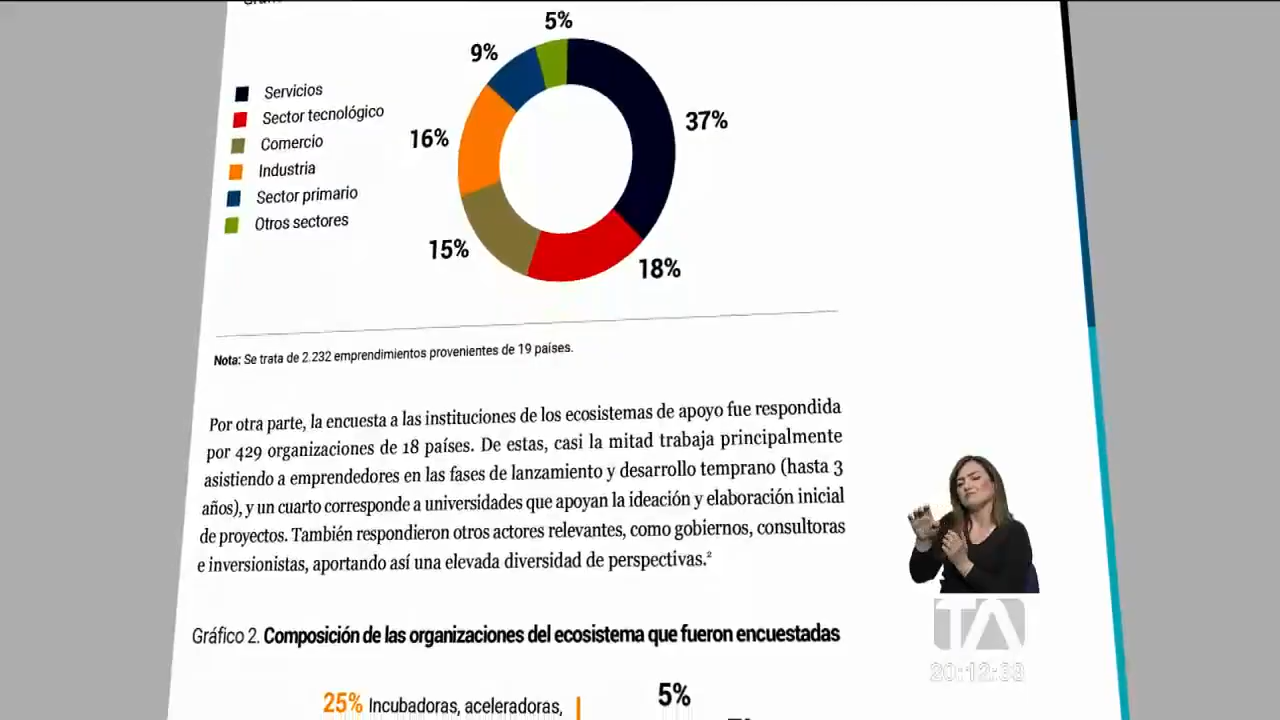 5%
9%
Servicios
Sector tecnológico
37%
16%
Comercio
Industria
Sector primario
Otros sectores
15%
18%
Nota: Se trata de 2.232 emprendimientos provenientes de 19 países.
Por otra parte, la encuesta a las instituciones de los ecosistemas de apoyo fue respondida
por 429 organizaciones de 18 países. De estas, casi la mitad trabaja principalmente
asistiendo a emprendedores en las fases de lanzamiento y desarrollo temprano (hasta 3
años), y un cuarto corresponde a universidades que apoyan la ideación y elaboración inicial
de proyectos. También respondieron otros actores relevantes, como gobiernos, consultoras
e inversionistas, aportando así una elevada diversidad de perspectivas.²
Gráfico 2. Composición de las organizaciones del ecosistema que fueron encuestadas
25% Incubadoras, aceleradoras,
5%
TA